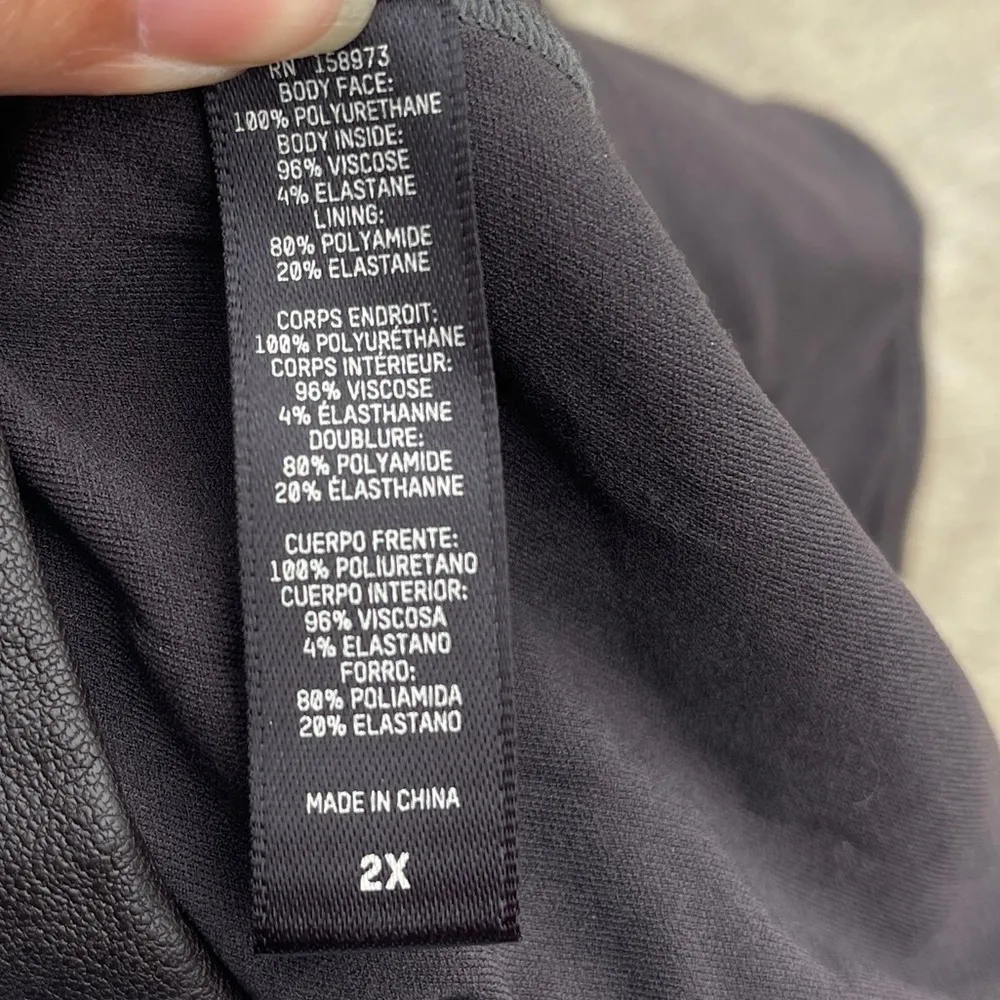 RN 158973
BODY FACE:
100% POLYURETHANE
BODY INSIDE:
96% VISCOSE
4% ELASTANE
LINING:
80% POLYAMIDE
20% ELASTANE
CORPS ENDROIT:
100% POLYURÉTHANE
CORPS INTÉRIEUR:
96% VISCOSE
4% ÉLASTHANNE
DOUBLURE:
80% POLYAMIDE
20% ÉLASTHANNE
CUERPO FRENTE:
100% POLIURETANO
CUERPO INTERIOR:
96% VISCOSA
4% ELASTANO
FORRO:
80% POLIAMIDA
20% ELASTANO
MADE IN CHINA
2X